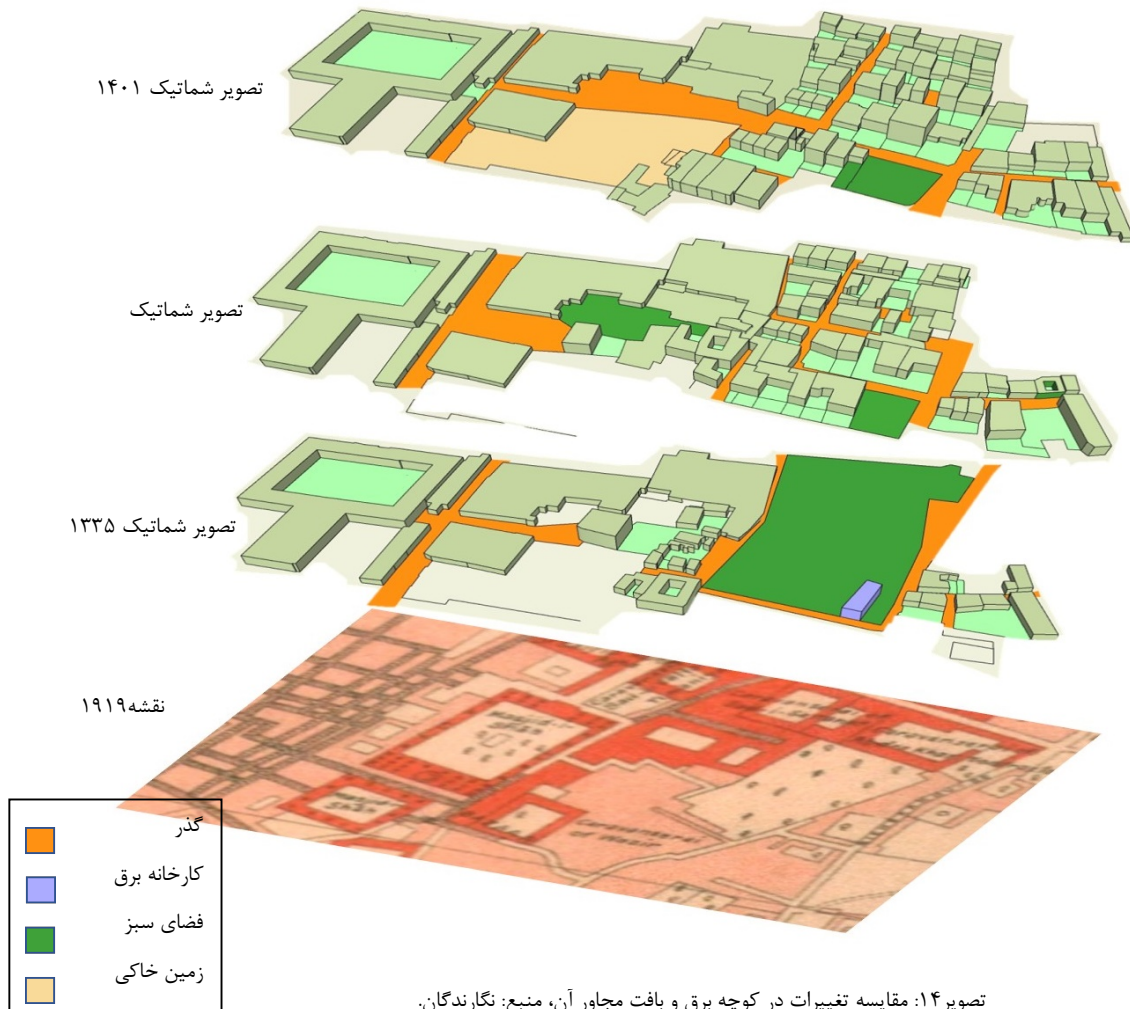 تصویر شماتیک ۱۴۰۱
تصویر شماتیک
تصویر شماتیک ۱۳۳۵
نقشه۱۹۱۹
گذر
کارخانه برق
فضای سبز
زمین خاکی
تصویر۱۴: مقایسه تغییرات در کوچه برق و بافت مجاور آن، منبع: نگارندگان.